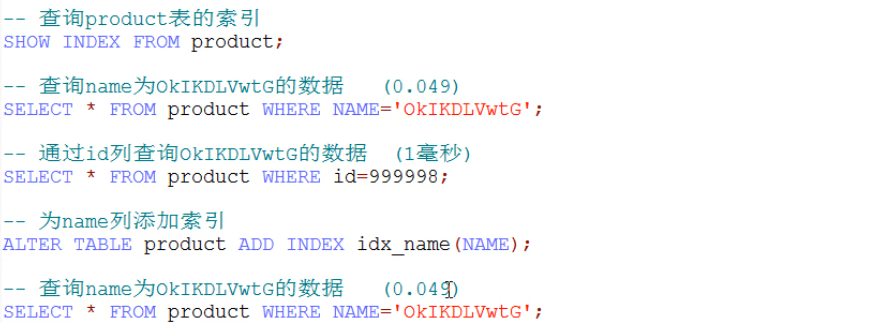 -- 查询product表的索引
SHOW INDEX FROM product;
-- 查询name为OkIKDLVwtG的数据 (0.049)
SELECT * FROM product WHERE NAME='OkIKDLVwtG';
-- 通过id列查询OkIKDLVwtG的数据 (1毫秒)
SELECT * FROM product WHERE id=999998;
-- 为name列添加索引
ALTER TABLE product ADD INDEX idx_name(NAME);
-- 查询name为OkIKDLVwtG的数据 (0.049)
SELECT * FROM product WHERE NAME='OkIKDLVwtG';